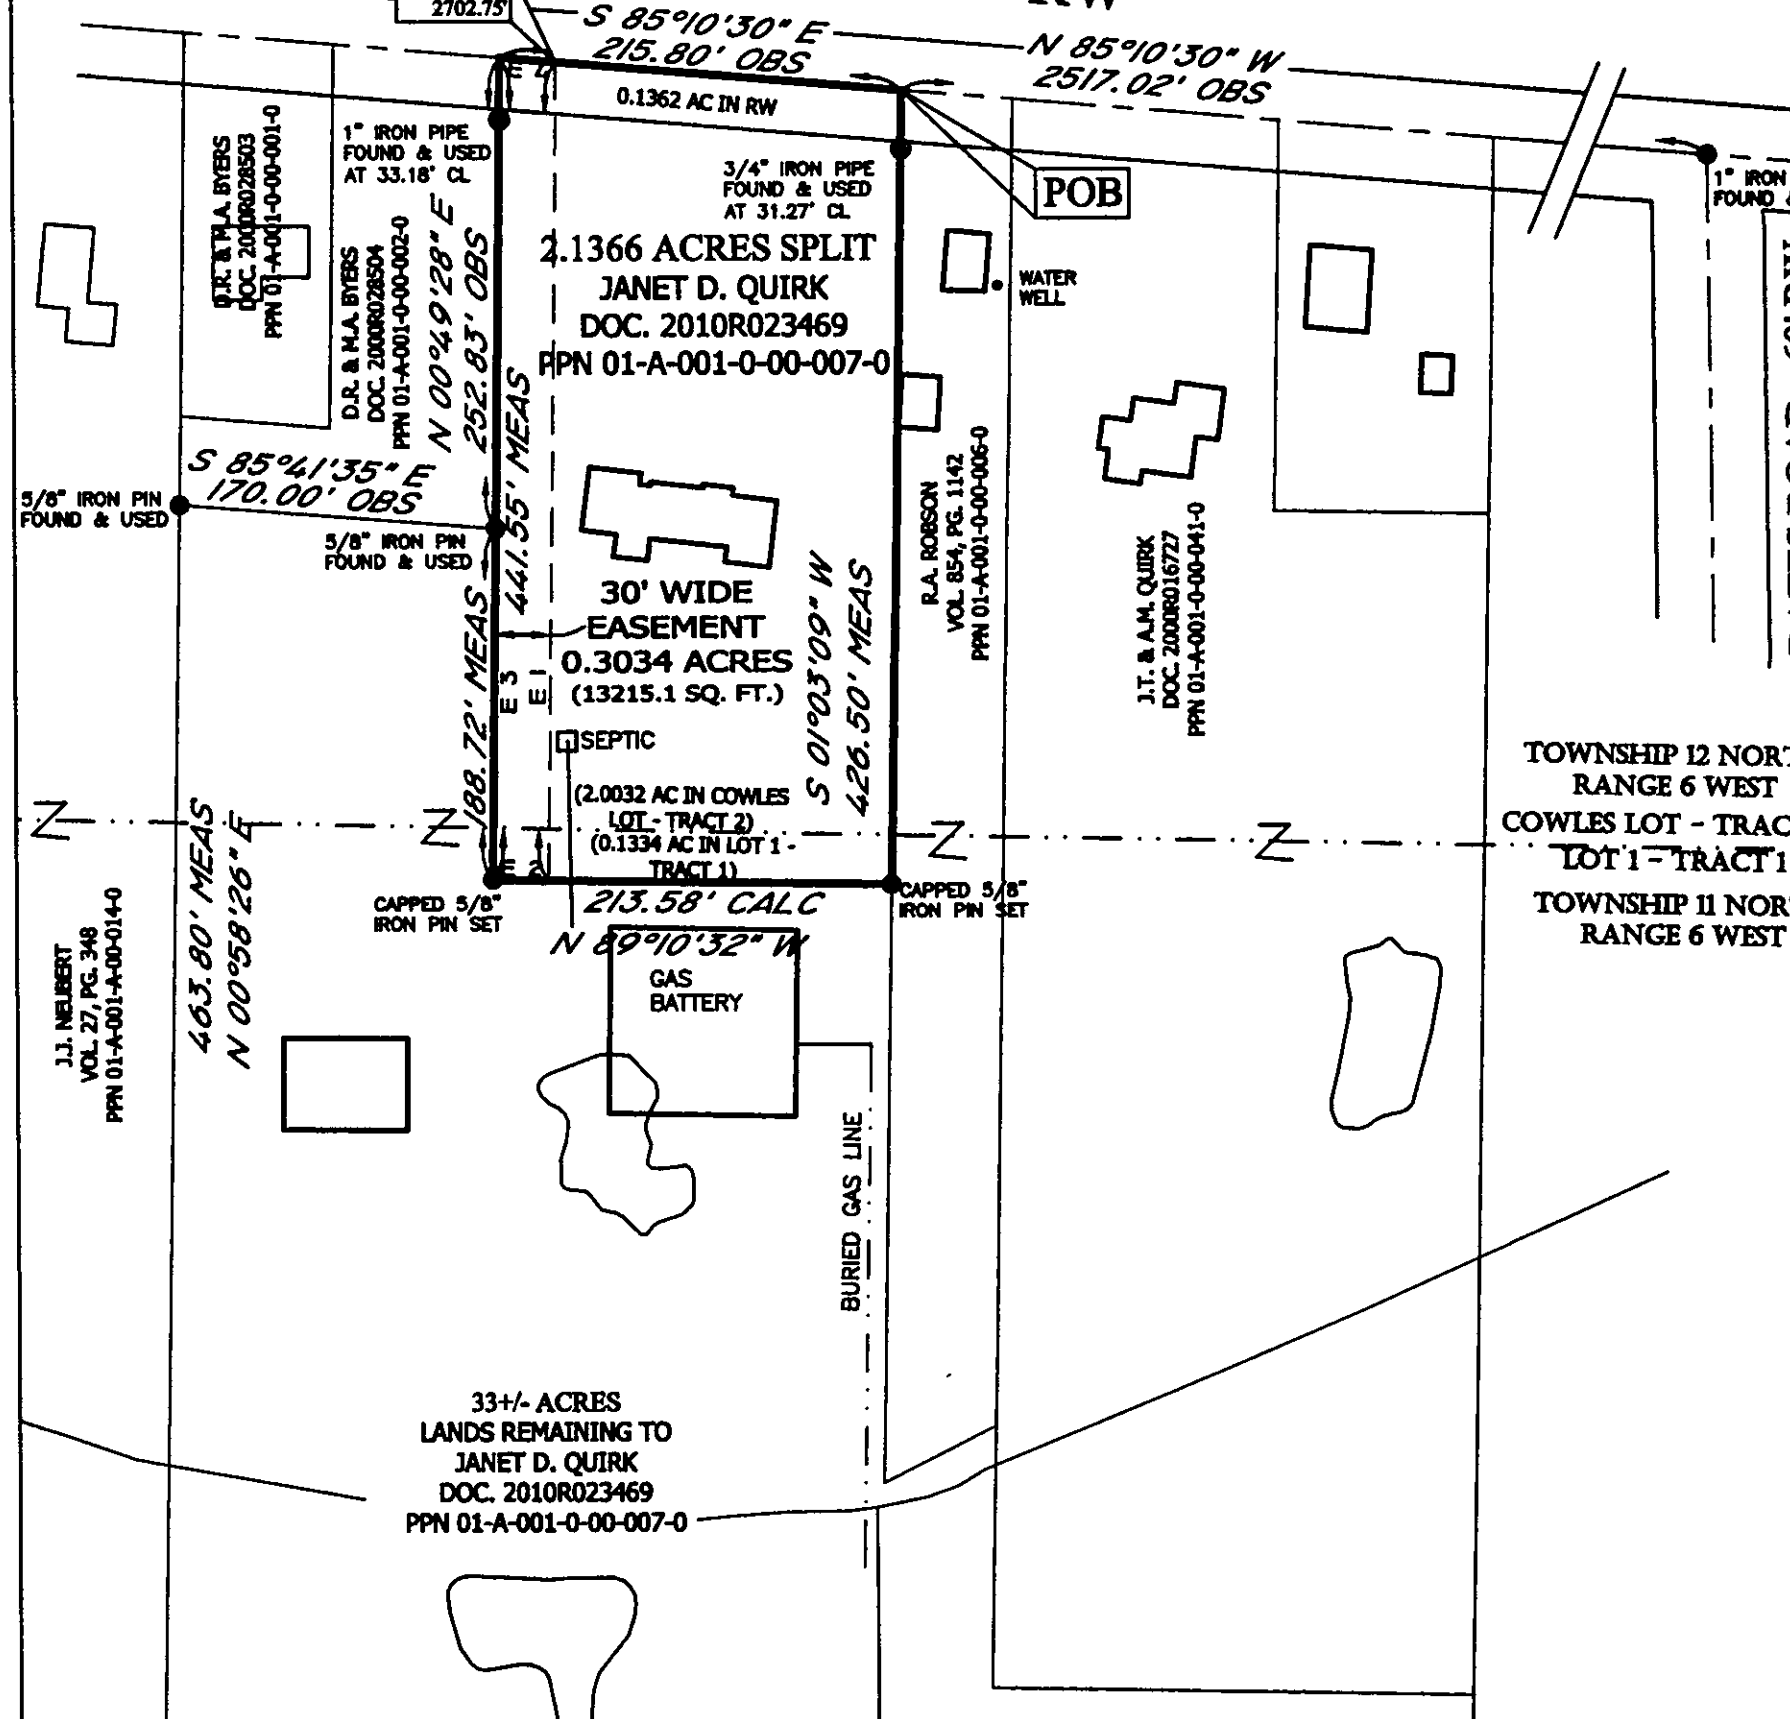 2702.75'
RW
S 85°10'30" E
215.80' OBS
N 85°10'30" W
2517.02' OBS
0.1362 AC IN RW
1" IRON PIPE
FOUND & USED
AT 33.18' CL
3/4" IRON PIPE
FOUND & USED
AT 31.27' CL
POB
1" IRON
FOUND &
D.R. & M.A. BYERS
DOC. 2000R028503
PPN 01-A-001-0-00-001-0
D.R. & M.A. BYERS
DOC. 2000R028504
PPN 01-A-001-0-00-002-0
N 00°49'28" E
252.83' OBS
441.55' MEAS
2.1366 ACRES SPLIT
JANET D. QUIRK
DOC. 2010R023469
PPN 01-A-001-0-00-007-0
WATER
WELL
S 85°41'35" E
170.00' OBS
5/8" IRON PIN
FOUND & USED
5/8" IRON PIN
FOUND & USED
30' WIDE
EASEMENT
0.3034 ACRES
(13215.1 SQ. FT.)
E 3
E 1
188.72' MEAS
S 01°03'09" W
426.50' MEAS
R.A. ROBSON
VOL. 854, PG. 1142
PPN 01-A-001-0-00-006-0
J.T. & A.M. QUIRK
DOC. 2000R016727
PPN 01-A-001-0-00-041-0
SEPTIC
(2.0032 AC IN COWLES
LOT - TRACT 2)
(0.1334 AC IN LOT 1 -
TRACT 1)
Z
Z
Z
Z
TOWNSHIP 12 NORT
RANGE 6 WEST
COWLES LOT - TRAC
LOT 1 - TRACT 1
TOWNSHIP 11 NOR
RANGE 6 WEST
CAPPED 5/8"
IRON PIN SET
213.58' CALC
N 89°10'32" W
CAPPED 5/8"
IRON PIN SET
463.80' MEAS
N 00°58'26" E
J.J. NEUBERT
VOL. 27, PG. 348
PPN 01-A-001-A-00-014-0
GAS
BATTERY
BURIED GAS LINE
33+/- ACRES
LANDS REMAINING TO
JANET D. QUIRK
DOC. 2010R023469
PPN 01-A-001-0-00-007-0